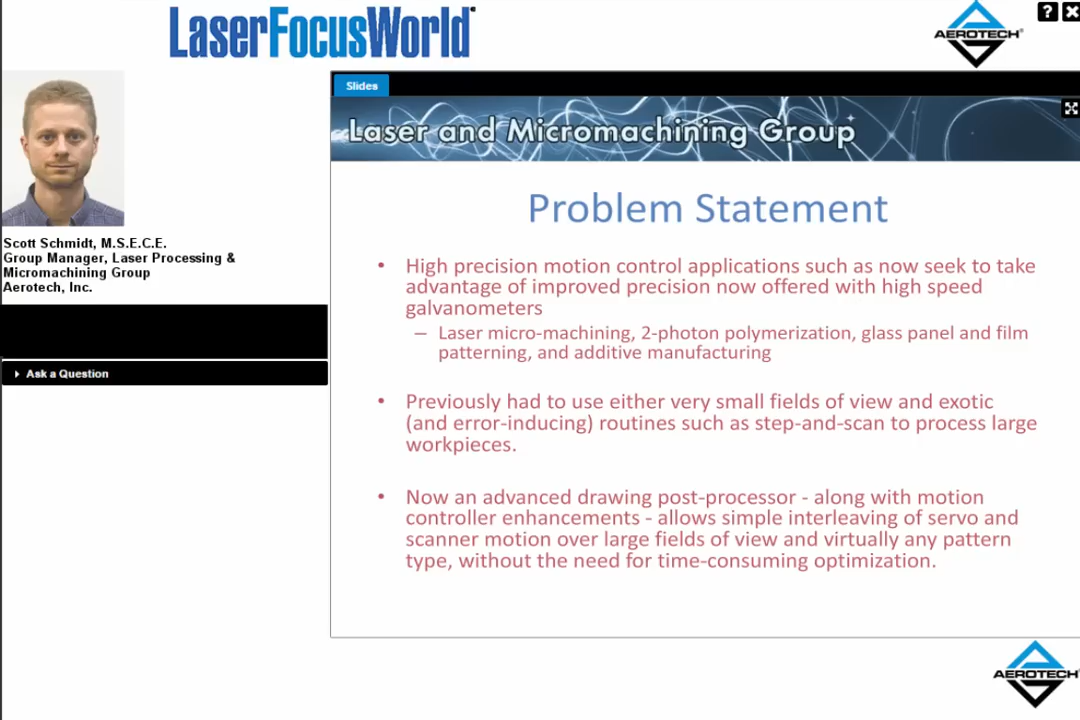 LaserFocusWorld
AEROTECH
?
Slides
Laser and Micromachining Group
Scott Schmidt, M.S.E.C.E.
Group Manager, Laser Processing &
Micromachining Group
Aerotech, Inc.
Ask a Question
Problem Statement
• High precision motion control applications such as now seek to take
advantage of improved precision now offered with high speed
galvanometers
– Laser micro-machining, 2-photon polymerization, glass panel and film
patterning, and additive manufacturing
• Previously had to use either very small fields of view and exotic
(and error-inducing) routines such as step-and-scan to process large
workpieces.
• Now an advanced drawing post-processor - along with motion
controller enhancements - allows simple interleaving of servo and
scanner motion over large fields of view and virtually any pattern
type, without the need for time-consuming optimization.
AEROTECH